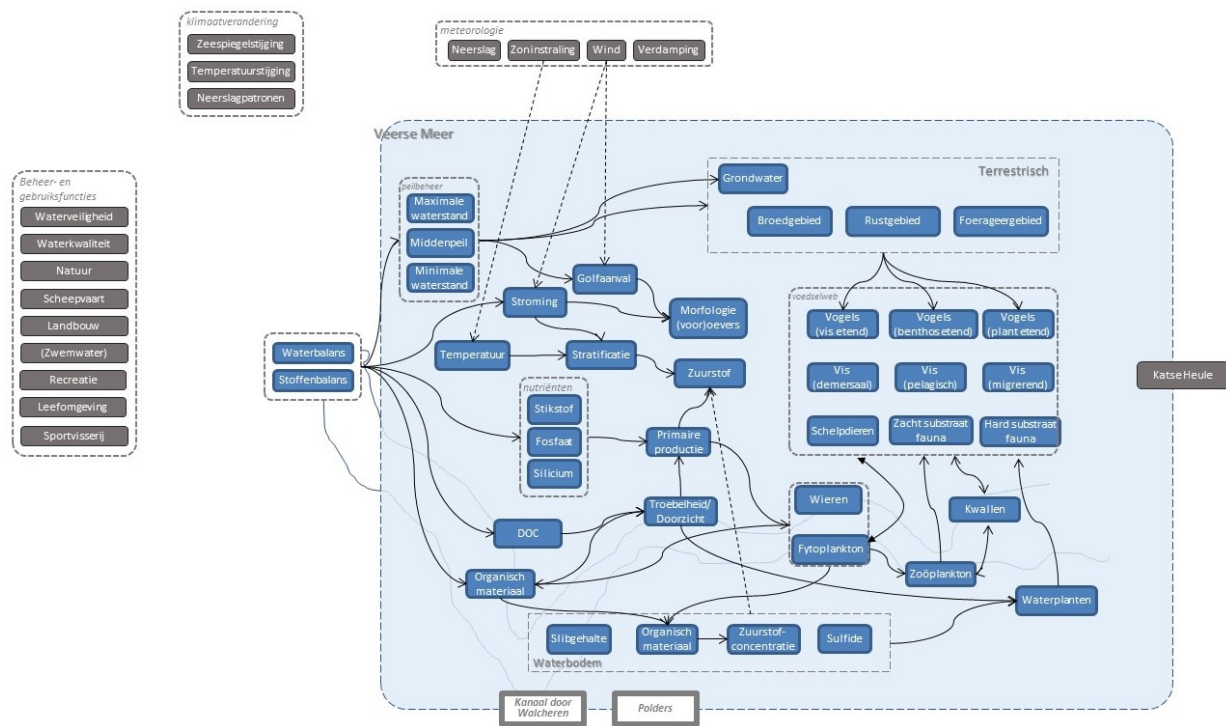 klimaatverandering
Zeespiegelstijging
Temperatuurstijging
Neerslagpatronen
meteorologie
Neerslag
Zoninstraling
Wind
Verdamping
Beheer- en
gebruiksfuncties
Waterveiligheid
Waterkwaliteit
Natuur
Scheepvaart
Landbouw
(Zwemwater)
Recreatie
Leefomgeving
Sportvisserij
Waterbalans
Stoffenbalans
Veerse Meer
peilbeheer
Maximale
waterstand
Middenpeil
Minimale
waterstand
Grondwater
Terrestrisch
Broedgebied
Rustgebied
Foerageergebied
Golfaanval
Stroming
Morfologie
(voor)oevers
Temperatuur
Stratificatie
Zuurstof
nutriënten
Stikstof
Fosfaat
Silicium
Primaire
productie
Troebelheid/
Doorzicht
DOC
Organisch
materiaal
voedselweb
Vogels
(vis etend)
Vogels
(benthos etend)
Vogels
(plant etend)
Vis
(demersaal)
Vis
(pelagisch)
Vis
(migrerend)
Schelpdieren
Zacht substraat
fauna
Hard substraat
fauna
Wieren
Fytoplankton
Kwallen
Zoöplankton
Waterplanten
Slibgehalte
Organisch
materiaal
Zuurstof-
concentratie
Sulfide
Waterbodem
Kanaal door
Walcheren
Polders
Katse Heule